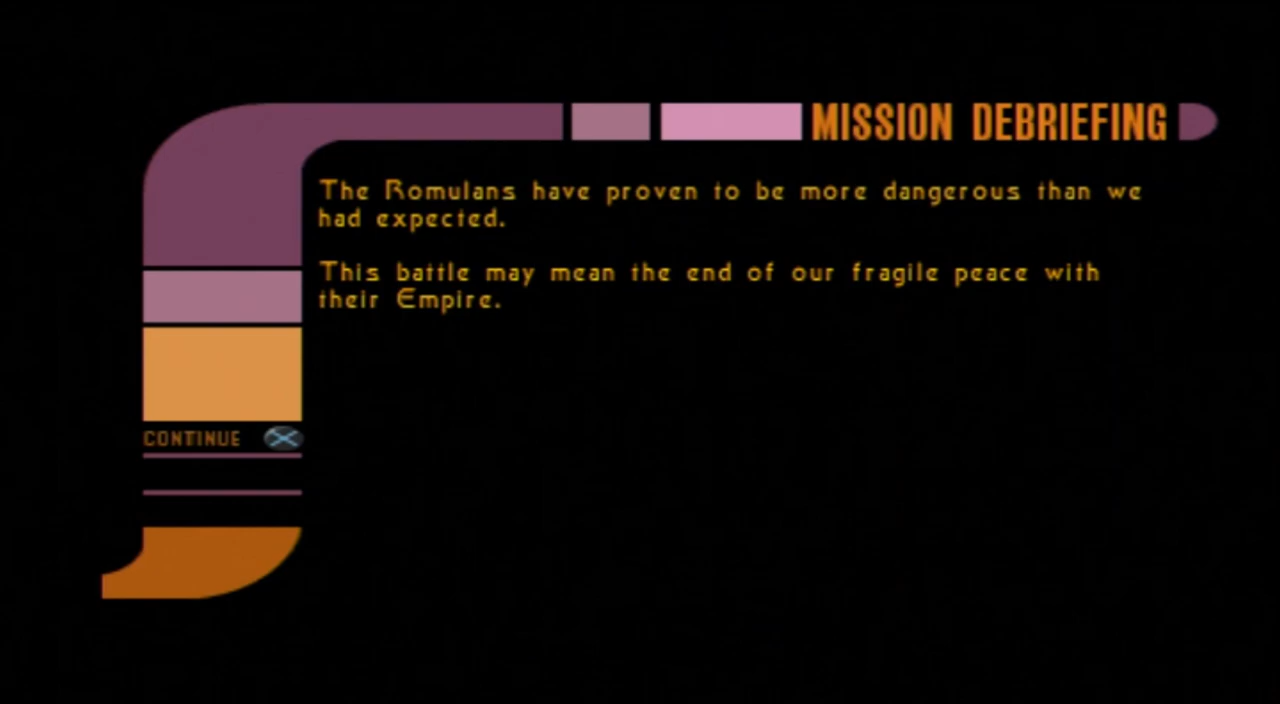 MISSION DEBRIEFING
The Romulans have proven to be more dangerous than we
had expected.
This battle may mean the end of our fragile peace with
their Empire.
CONTINUE